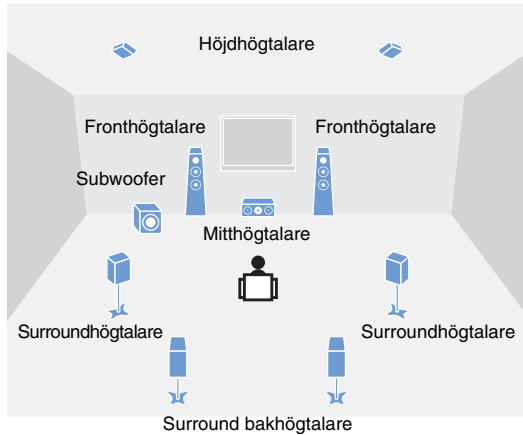 Höjdhögtalare
Fronthögtalare
Fronthögtalare
Subwoofer
Mitthögtalare
Surroundhögtalare
Surroundhögtalare
Surround bakhögtalare